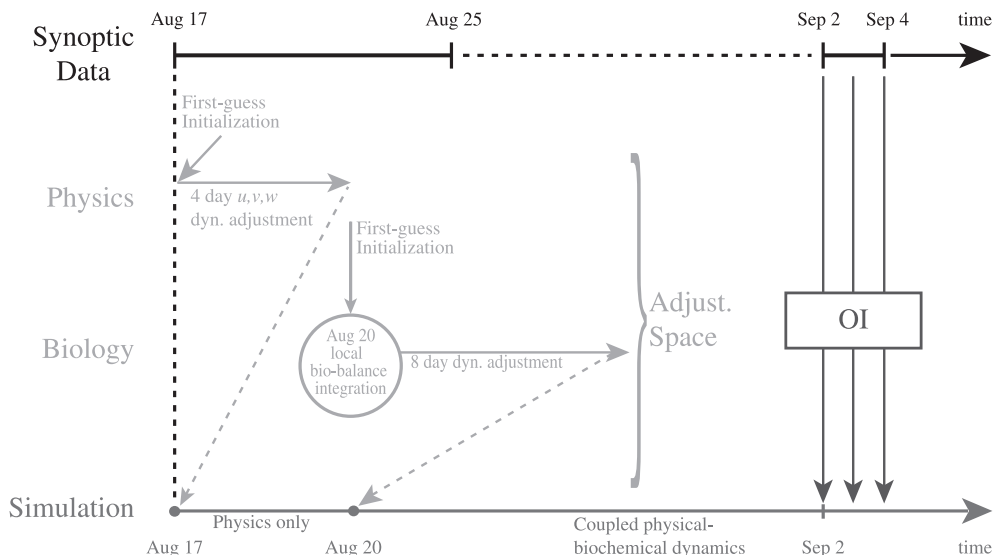 Aug 17
Aug 25
Sep 2
Sep 4
time
Synoptic
Data
First-guess
Initialization
Physics
4 day u,v,w
dyn. adjustment
First-guess
Initialization
Adjust.
Space
OI
Biology
Aug 20
local
bio-balance
integration
8 day dyn. adjustment
Simulation
Physics only
Coupled physical-
biochemical dynamics
Aug 17
Aug 20
Sep 2
time